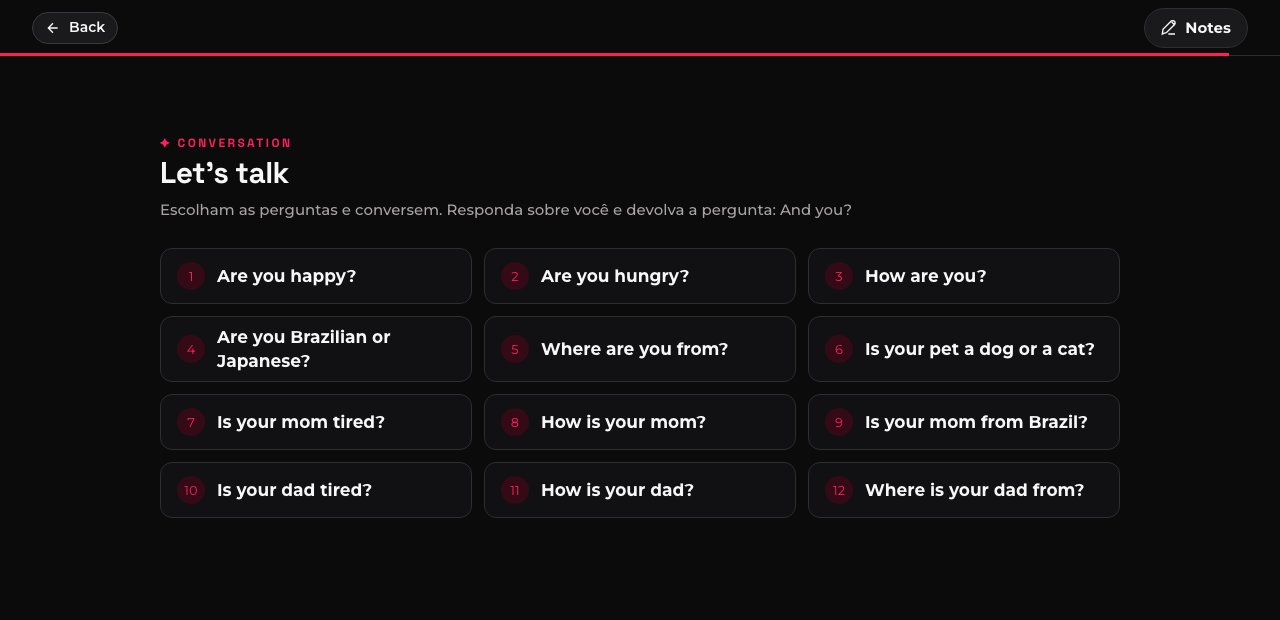 Back
Notes
CONVERSATION
Let's talk
Escolham as perguntas e conversem. Responda sobre você e devolva a pergunta: And you?
1 Are you happy?
2 Are you hungry?
3 How are you?
4 Are you Brazilian or
Japanese?
5 Where are you from?
6 Is your pet a dog or a cat?
7 Is your mom tired?
8 How is your mom?
9 Is your mom from Brazil?
10 Is your dad tired?
11 How is your dad?
12 Where is your dad from?